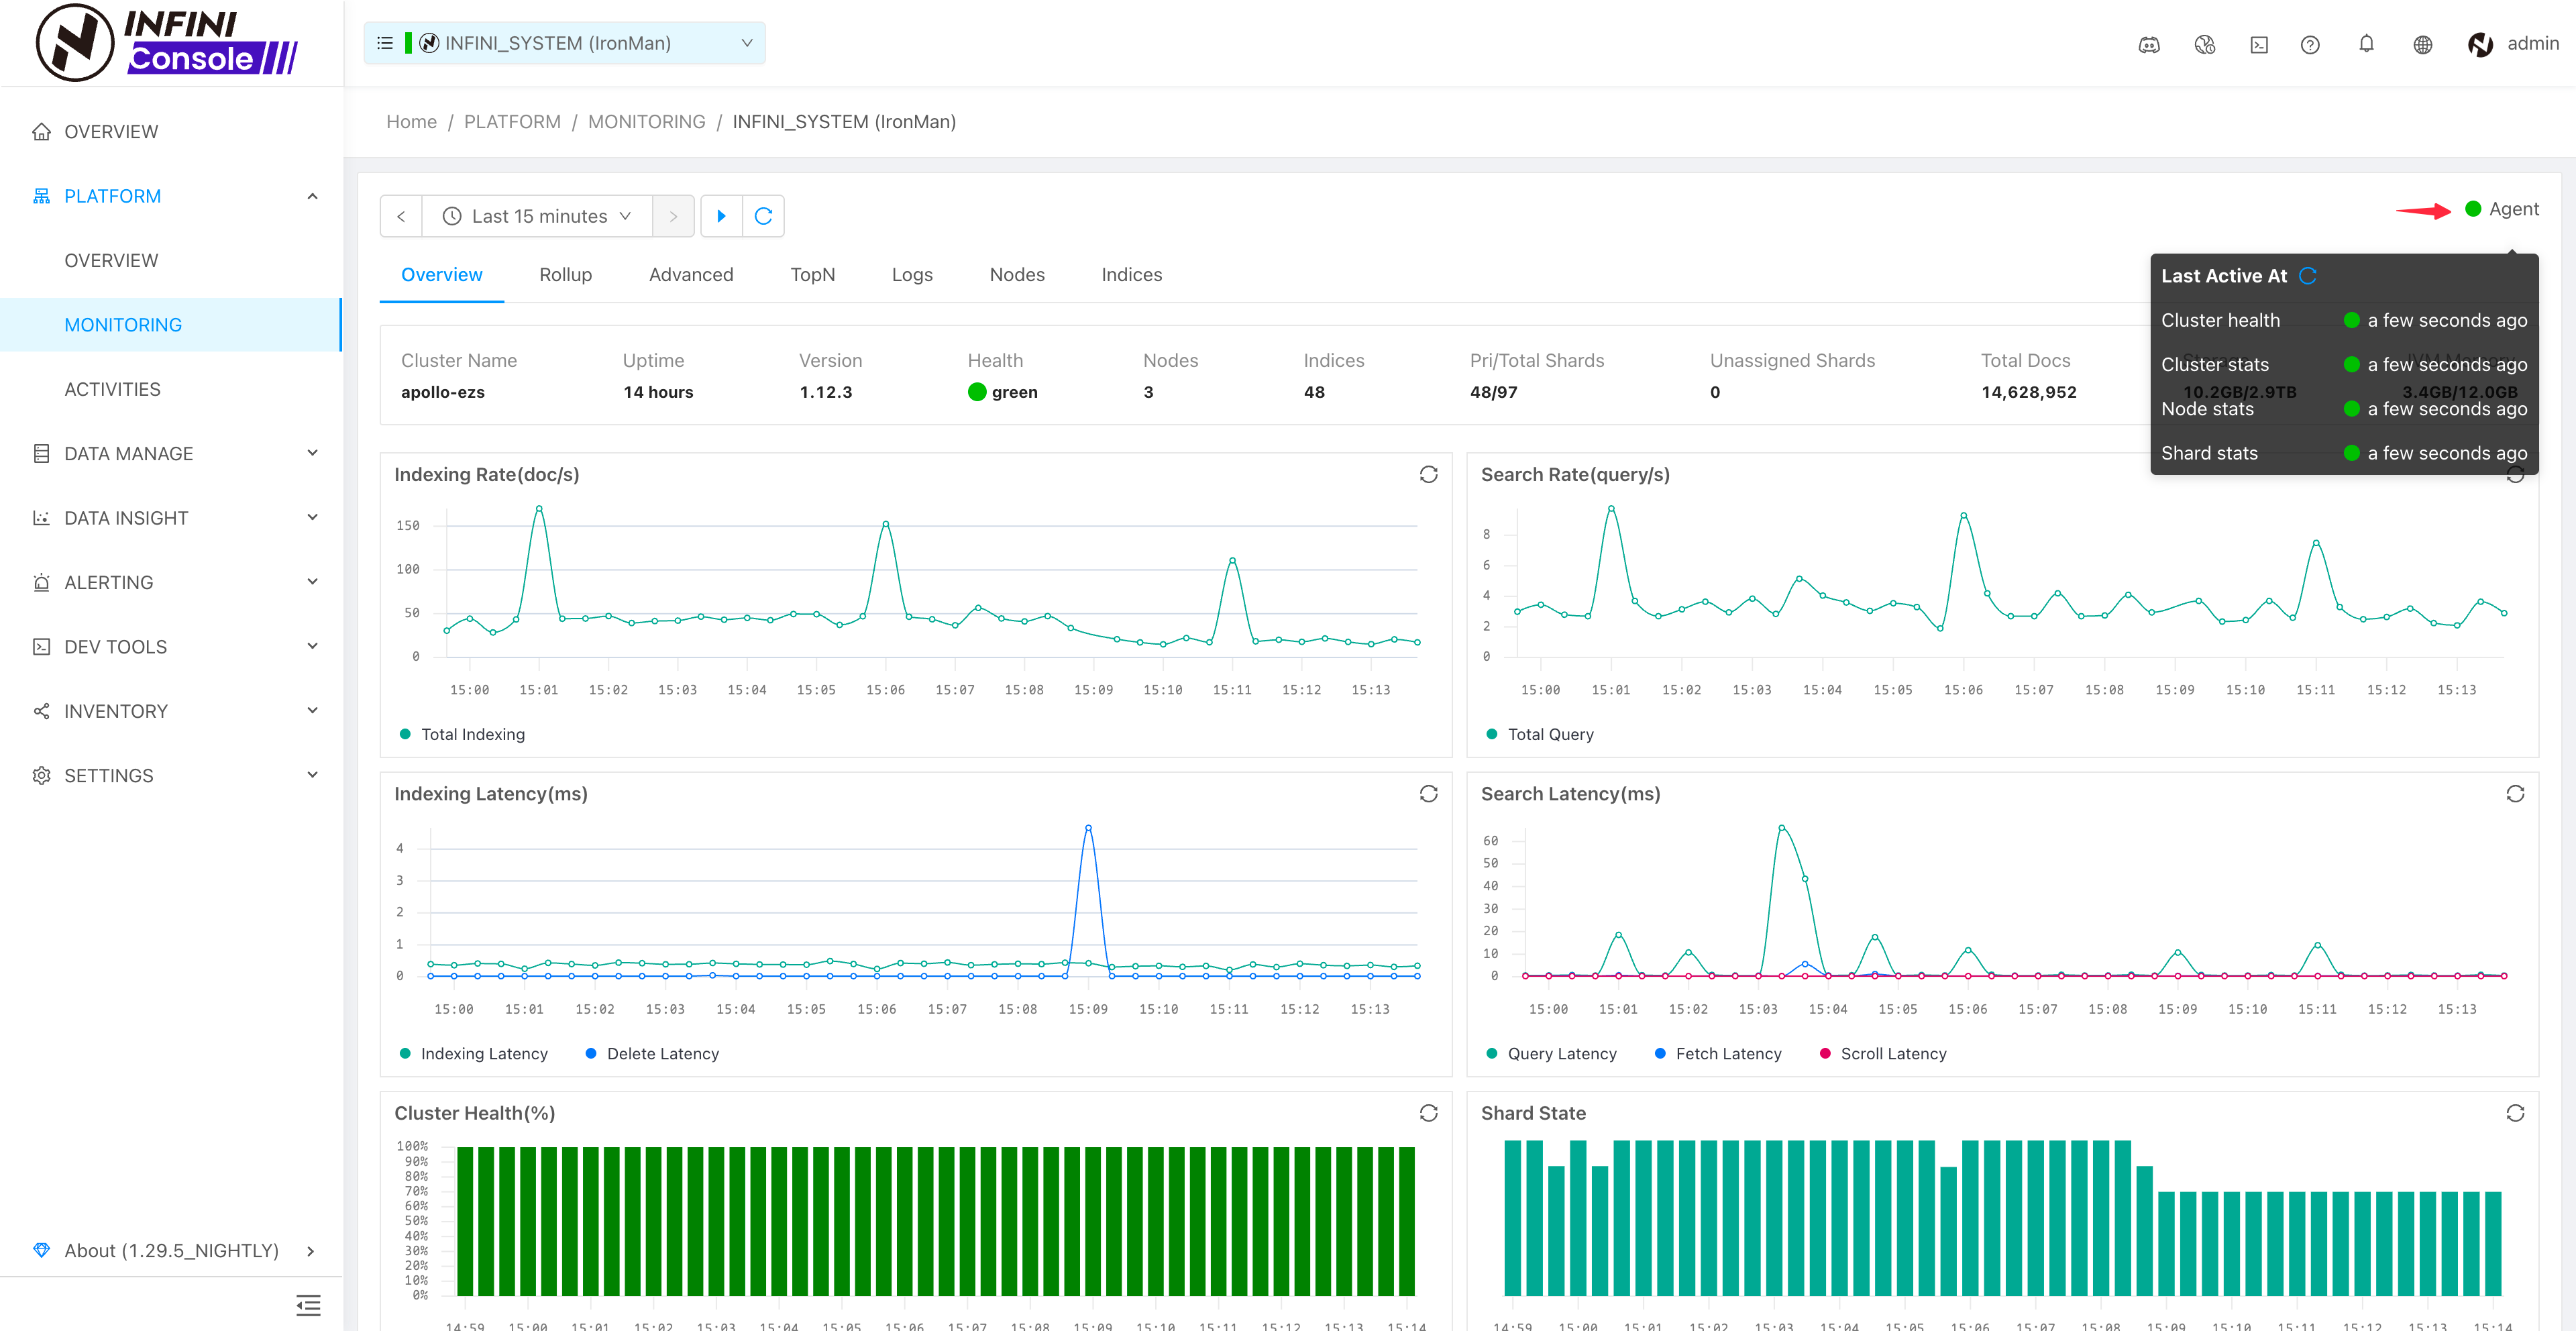 INFINI
Console
INFINI_SYSTEM (IronMan)
admin
OVERVIEW
PLATFORM
OVERVIEW
MONITORING
ACTIVITIES
DATA MANAGE
DATA INSIGHT
ALERTING
DEV TOOLS
INVENTORY
SETTINGS
About (1.29.5_NIGHTLY)
Home / PLATFORM / MONITORING / INFINI_SYSTEM (IronMan)
Last 15 minutes
Agent
Overview Rollup Advanced TopN Logs Nodes Indices
Last Active At
Cluster health a few seconds ago
Cluster stats a few seconds ago
Node stats a few seconds ago
Shard stats a few seconds ago
Cluster Name Uptime Version Health Nodes Indices Pri/Total Shards Unassigned Shards Total Docs
apollo-ezs 14 hours 1.12.3 green 3 48 48/97 0 14,628,952 10.2GB/2.9TB 3.4GB/12.0GB
Indexing Rate(doc/s)
150
100
50
0
15:00 15:01 15:02 15:03 15:04 15:05 15:06 15:07 15:08 15:09 15:10 15:11 15:12 15:13
Total Indexing
Search Rate(query/s)
8
6
4
2
0
15:00 15:01 15:02 15:03 15:04 15:05 15:06 15:07 15:08 15:09 15:10 15:11 15:12 15:13
Total Query
Indexing Latency(ms)
4
3
2
1
0
15:00 15:01 15:02 15:03 15:04 15:05 15:06 15:07 15:08 15:09 15:10 15:11 15:12 15:13
Indexing Latency Delete Latency
Search Latency(ms)
60
50
40
30
20
10
0
15:00 15:01 15:02 15:03 15:04 15:05 15:06 15:07 15:08 15:09 15:10 15:11 15:12 15:13
Query Latency Fetch Latency Scroll Latency
Cluster Health(%)
100%
90%
80%
70%
60%
50%
40%
30%
20%
10%
0%
14:59 15:00 15:01 15:02 15:03 15:04 15:05 15:06 15:07 15:08 15:09 15:10 15:11 15:12 15:13 15:14
Shard State
14:59 15:00 15:01 15:02 15:03 15:04 15:05 15:06 15:07 15:08 15:09 15:10 15:11 15:12 15:13 15:14